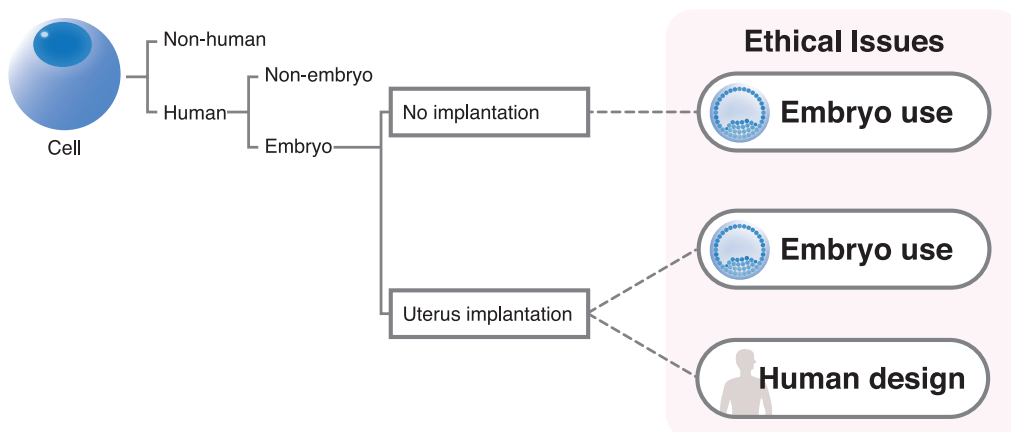 Ethical Issues
Non-human
Non-embryo
Human
No implantation
Embryo use
Cell
Embryo
Embryo use
Uterus implantation
Human design